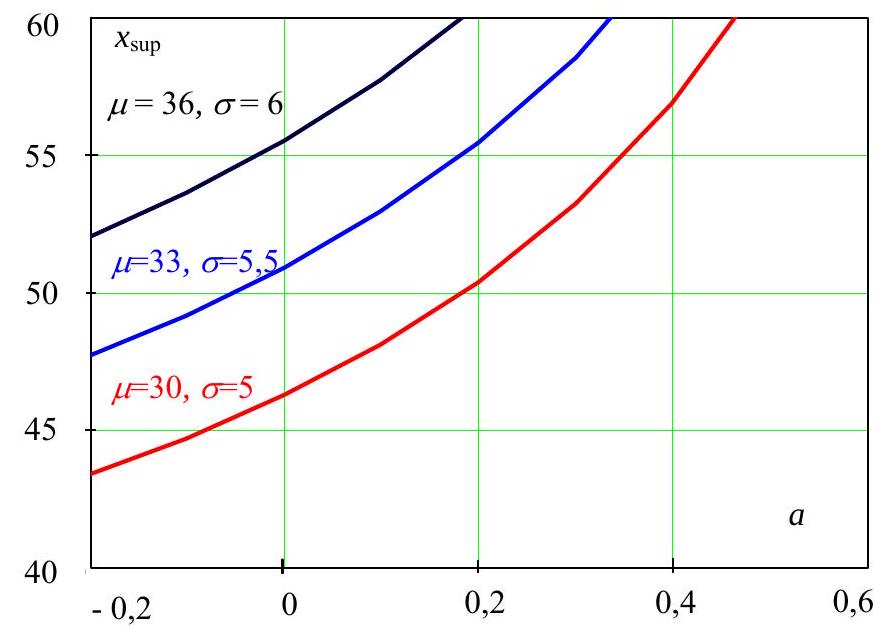 60
x_sup
μ = 36, σ = 6
55
μ=33, σ=5,5
50
μ=30, σ=5
45
a
40
- 0,2 0 0,2 0,4 0,6